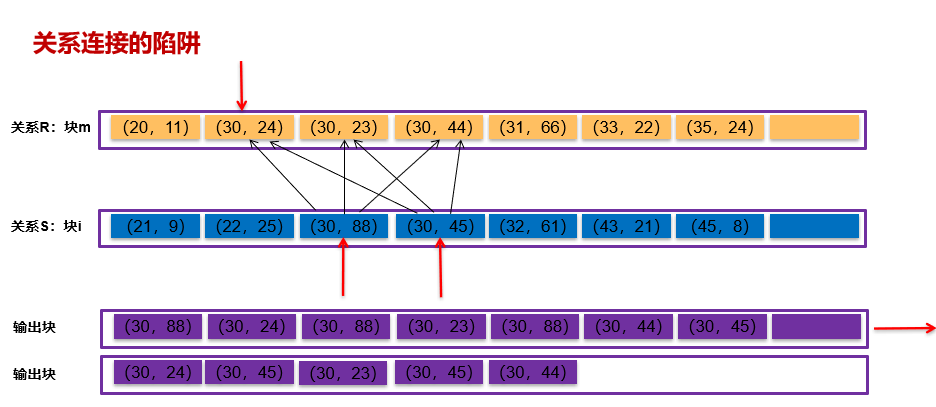 关系连接的陷阱
关系R：块m (20，11) (30，24) (30，23) (30，44) (31，66) (33，22) (35，24)
关系S：块i (21，9) (22，25) (30，88) (30，45) (32，61) (43，21) (45，8)
输出块 (30，88) (30，24) (30，88) (30，23) (30，88) (30，44) (30，45)
输出块 (30，24) (30，45) (30，23) (30，45) (30，44)